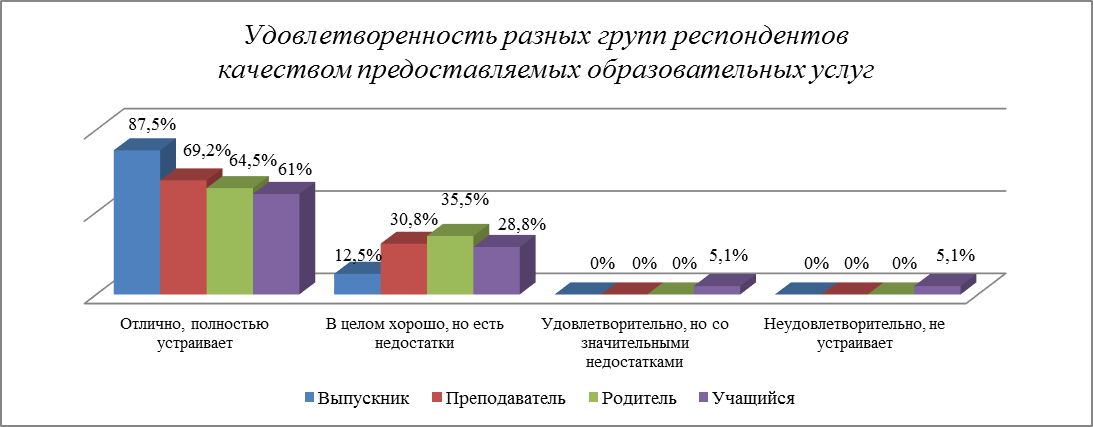 Удовлетворенность разных групп респондентов
качеством предоставляемых образовательных услуг
87,5%
69,2%
64,5%
61%
12,5%
30,8%
35,5%
28,8%
0%
0%
0%
5,1%
0%
0%
0%
5,1%
Отлично, полностью
устраивает
В целом хорошо, но есть
недостатки
Удовлетворительно, но со
значительными
недостатками
Неудовлетворительно, не
устраивает
Выпускник
Преподаватель
Родитель
Учащийся